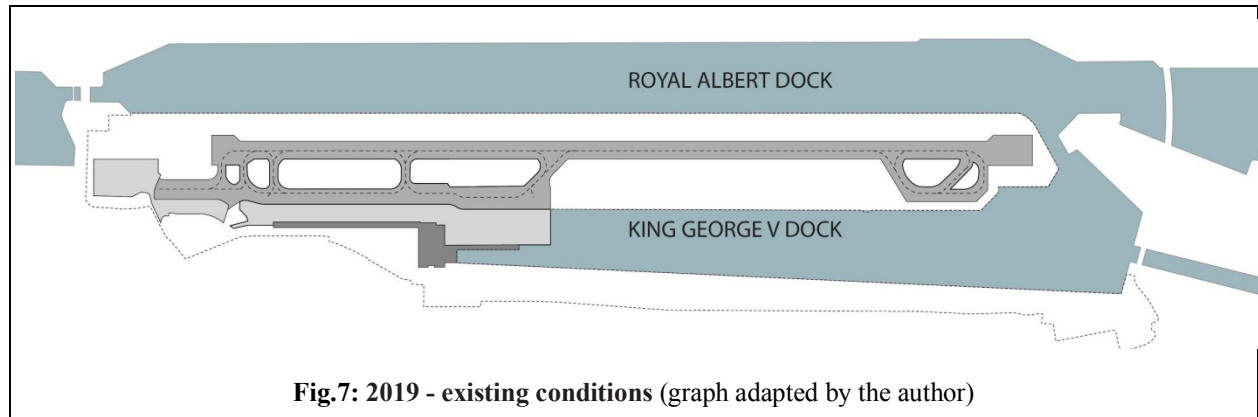 ROYAL ALBERT DOCK
KING GEORGE V DOCK
Fig.7: 2019 - existing conditions (graph adapted by the author)